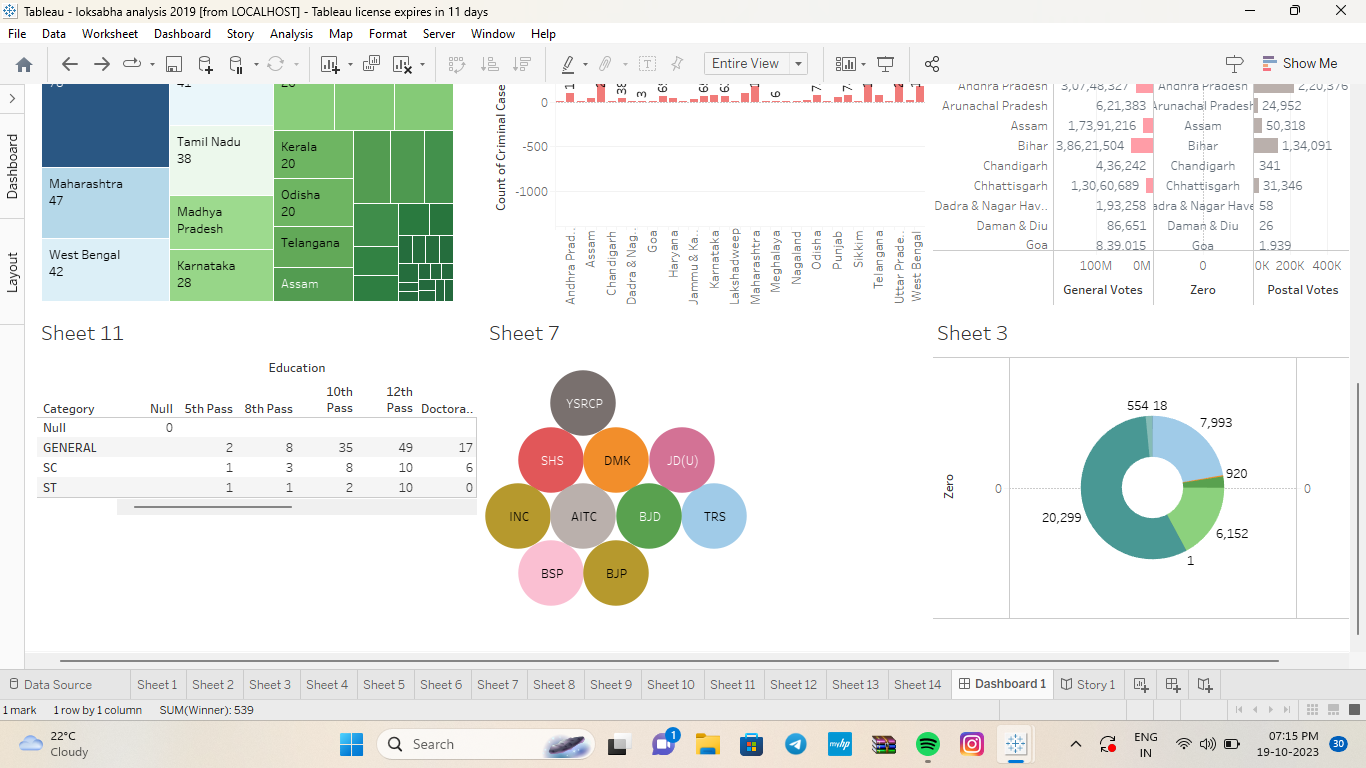 Tableau - loksabha analysis 2019 [from LOCALHOST] - Tableau license expires in 11 days
File Data Worksheet Dashboard Story Analysis Map Format Server Window Help
Entire View
Show Me
Dashboard
Layout
Maharashtra
47
West Bengal
42
41
Tamil Nadu
38
Madhya
Pradesh
Karnataka
28
Kerala
20
Odisha
20
Telangana
Assam
Count of Criminal Case
0
-500
-1000
Andhra Prad..
Assam
Chandigarh
Dadra & Nag..
Goa
Haryana
Jammu & Ka..
Karnataka
Lakshadweep
Maharashtra
Meghalaya
Nagaland
Odisha
Punjab
Sikkim
Telangana
Uttar Prade..
West Bengal
Andhra Pradesh 3,07,48,327 Andhra Pradesh 2,20,376
Arunachal Pradesh 6,21,383 Arunachal Pradesh 24,952
Assam 1,73,91,216 Assam 50,318
Bihar 3,86,21,504 Bihar 1,34,091
Chandigarh 4,36,242 Chandigarh 341
Chhattisgarh 1,30,60,689 Chhattisgarh 31,346
Dadra & Nagar Hav.. 1,93,258 adra & Nagar Have 58
Daman & Diu 86,651 Daman & Diu 26
Goa 8,39,015 Goa 1,939
100M 0M 0 0K 200K 400K
General Votes Zero Postal Votes
Sheet 11
Education
Category Null 5th Pass 8th Pass 10th Pass 12th Pass Doctora..
Null 0
GENERAL 2 8 35 49 17
SC 1 3 8 10 6
ST 1 1 2 10 0
Sheet 7
YSRCP
SHS DMK JD(U)
INC AITC BJD TRS
BSP BJP
Sheet 3
Zero
0
554 18
7,993
920
6,152
1
20,299
0
Data Source Sheet 1 Sheet 2 Sheet 3 Sheet 4 Sheet 5 Sheet 6 Sheet 7 Sheet 8 Sheet 9 Sheet 10 Sheet 11 Sheet 12 Sheet 13 Sheet 14 Dashboard 1 Story 1
1 mark 1 row by 1 column SUM(Winner): 539
22°C
Cloudy
Search
1
myhp
ENG
IN
07:15 PM
19-10-2023
30